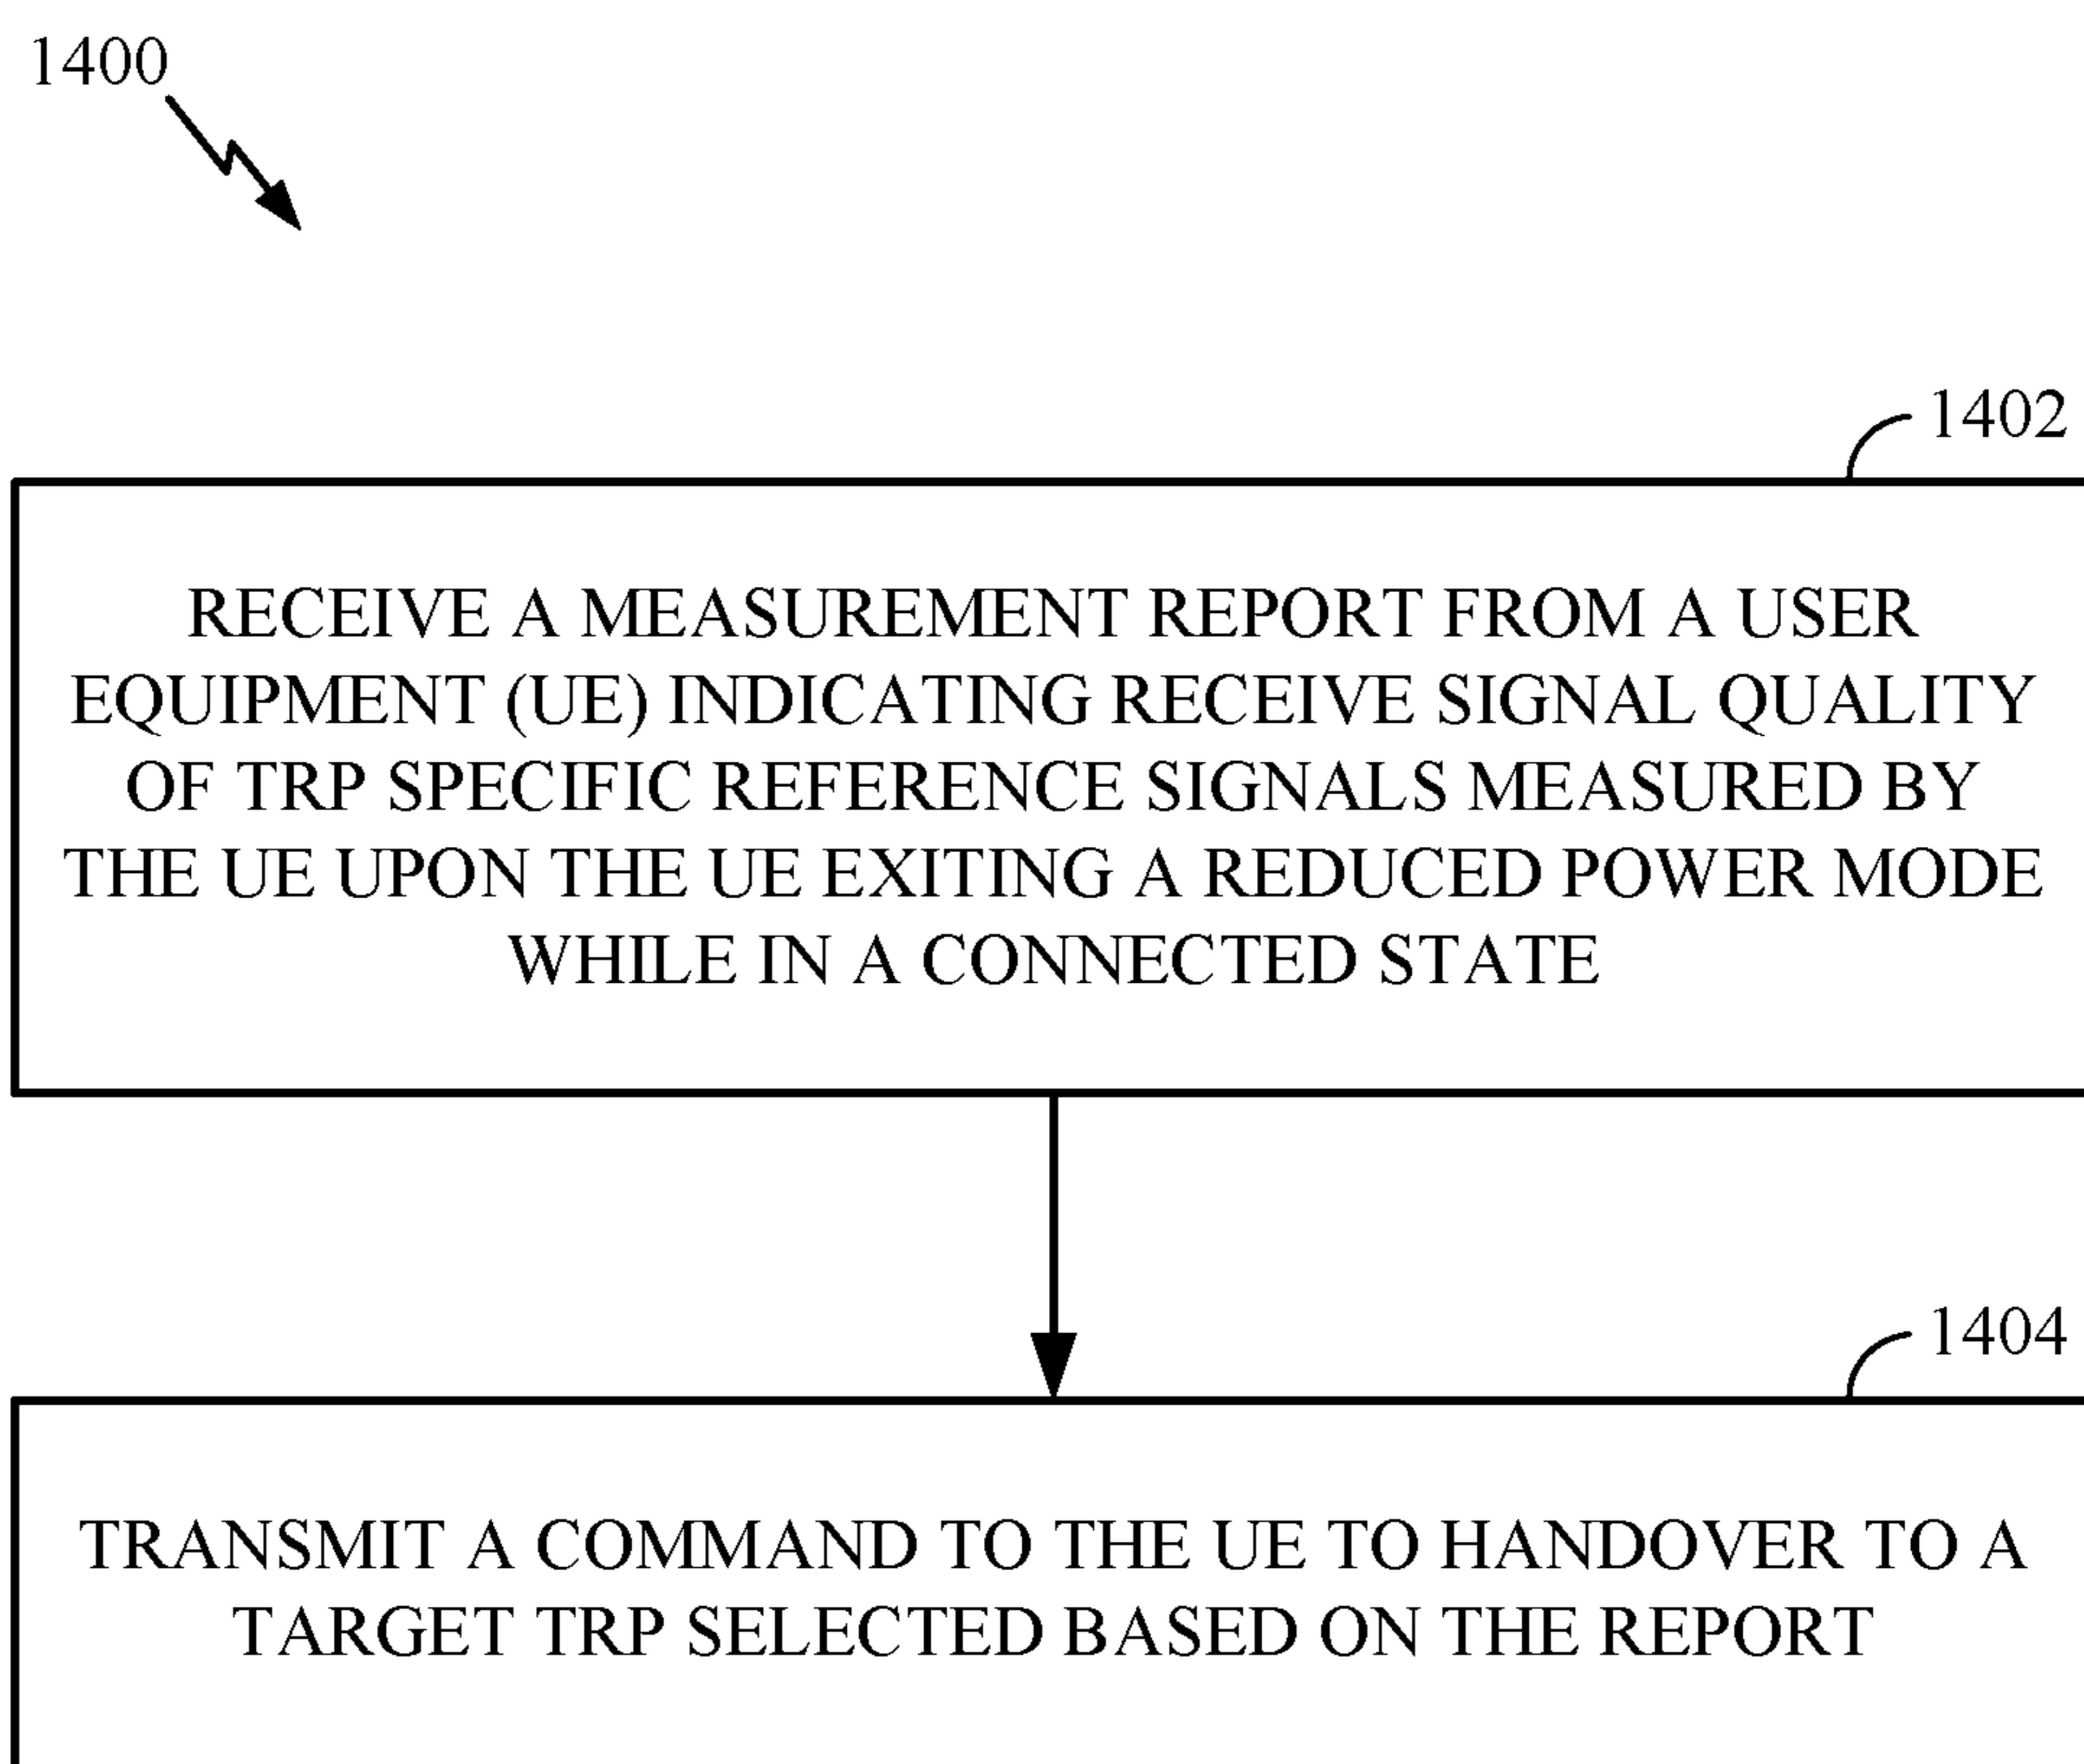 1400
1402
RECEIVE A MEASUREMENT REPORT FROM A USER
EQUIPMENT (UE) INDICATING RECEIVE SIGNAL QUALITY
OF TRP SPECIFIC REFERENCE SIGNALS MEASURED BY
THE UE UPON THE UE EXITING A REDUCED POWER MODE
WHILE IN A CONNECTED STATE
1404
TRANSMIT A COMMAND TO THE UE TO HANDOVER TO A
TARGET TRP SELECTED BASED ON THE REPORT